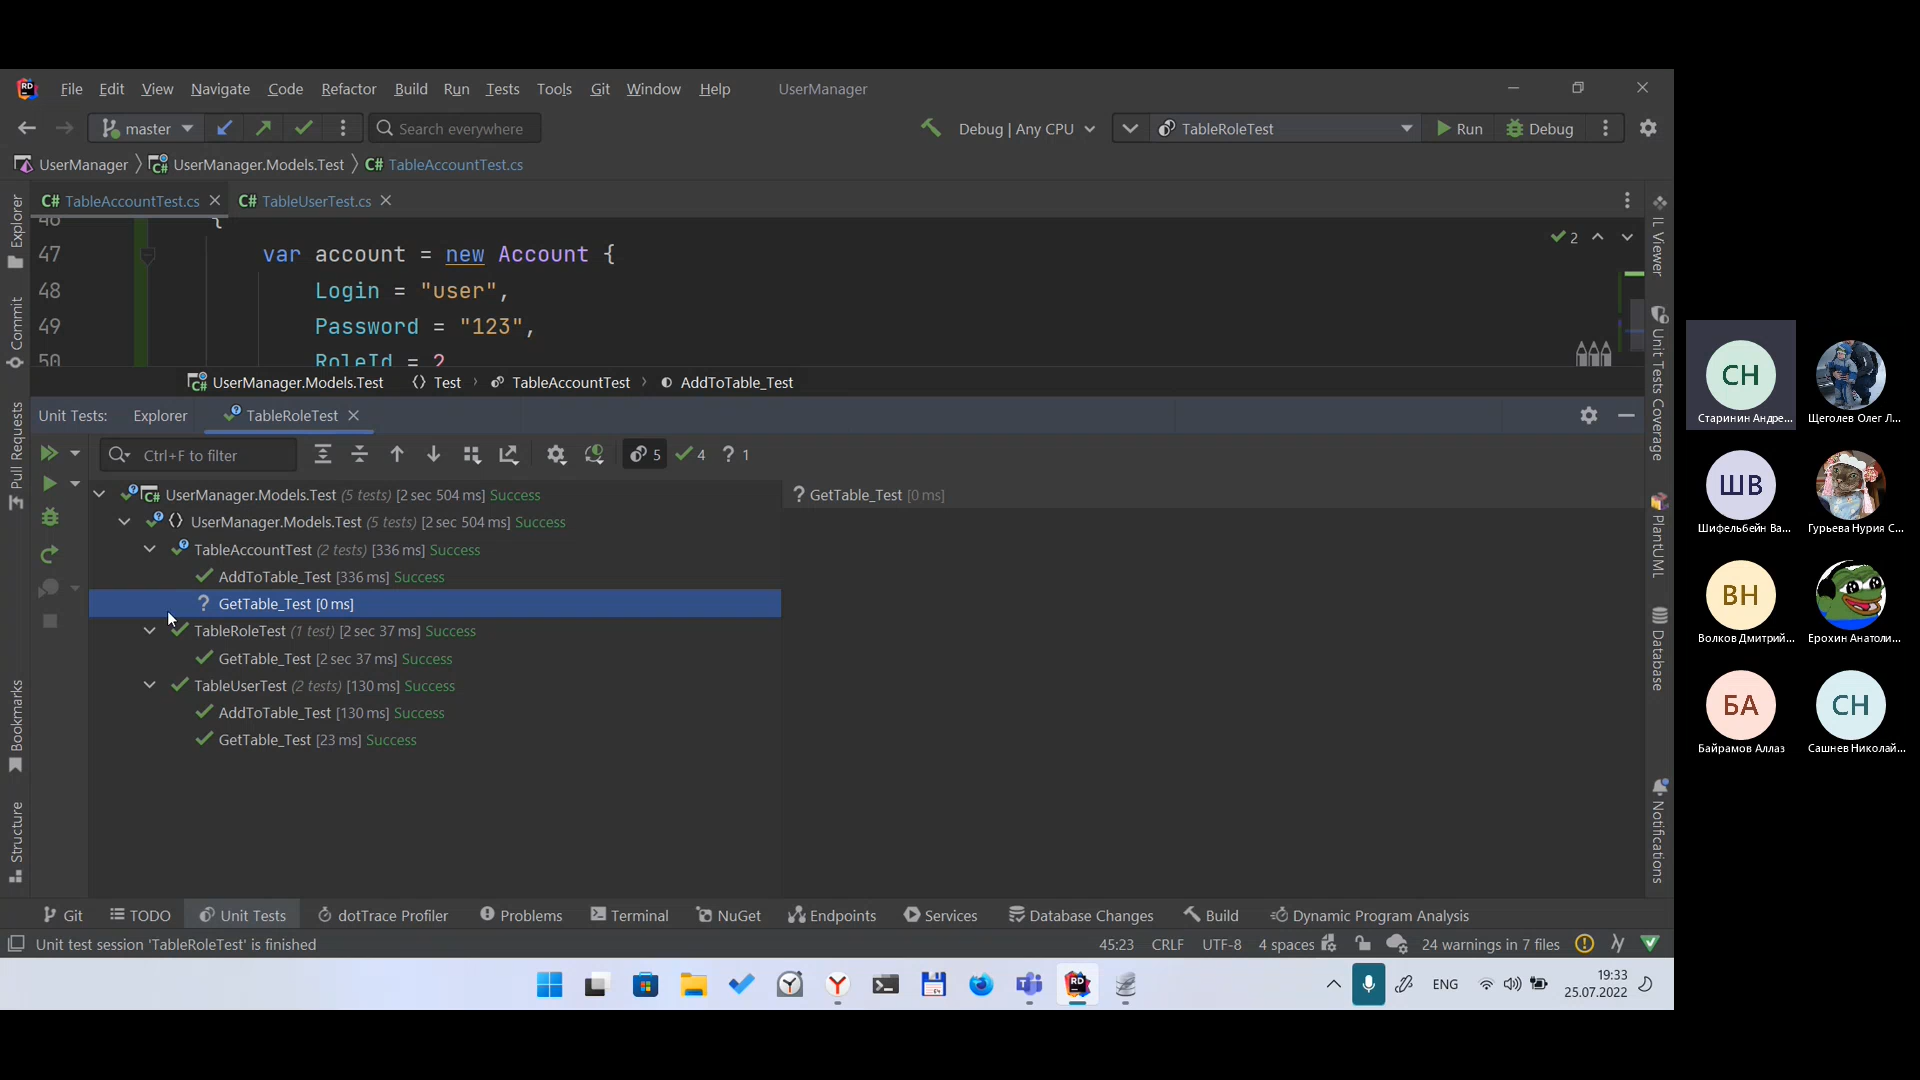 File Edit View Navigate Code Refactor Build Run Tests Tools Git Window Help UserManager
master Search everywhere Debug | Any CPU TableRoleTest Run Debug
UserManager UserManager.Models.Test C# TableAccountTest.cs
C# TableAccountTest.cs C# TableUserTest.cs
46 {
47 var account = new Account {
48 Login = "user",
49 Password = "123",
50 RoleId = 2
2
UserManager.Models.Test Test TableAccountTest AddToTable_Test
Unit Tests: Explorer TableRoleTest
Ctrl+F to filter 5 4 ? 1
UserManager.Models.Test (5 tests) [2 sec 504 ms] Success
UserManager.Models.Test (5 tests) [2 sec 504 ms] Success
TableAccountTest (2 tests) [336 ms] Success
AddToTable_Test [336 ms] Success
? GetTable_Test [0 ms]
TableRoleTest (1 test) [2 sec 37 ms] Success
GetTable_Test [2 sec 37 ms] Success
TableUserTest (2 tests) [130 ms] Success
AddToTable_Test [130 ms] Success
GetTable_Test [23 ms] Success
? GetTable_Test [0 ms]
Explorer
Commit
Pull Requests
Bookmarks
Structure
IL Viewer
Unit Tests Coverage
PlantUML
Database
Notifications
Git TODO Unit Tests dotTrace Profiler Problems Terminal NuGet Endpoints Services Database Changes Build Dynamic Program Analysis
Unit test session 'TableRoleTest' is finished 45:23 CRLF UTF-8 4 spaces 24 warnings in 7 files
ENG 19:33
25.07.2022
СН
Старинин Андре... Щеголев Олег Л...
ШВ
Шифельбейн Ва... Гурьева Нурия С...
ВН
Волков Дмитрий... Ерохин Анатоли...
БА СН
Байрамов Аллаз Сашнев Николай...